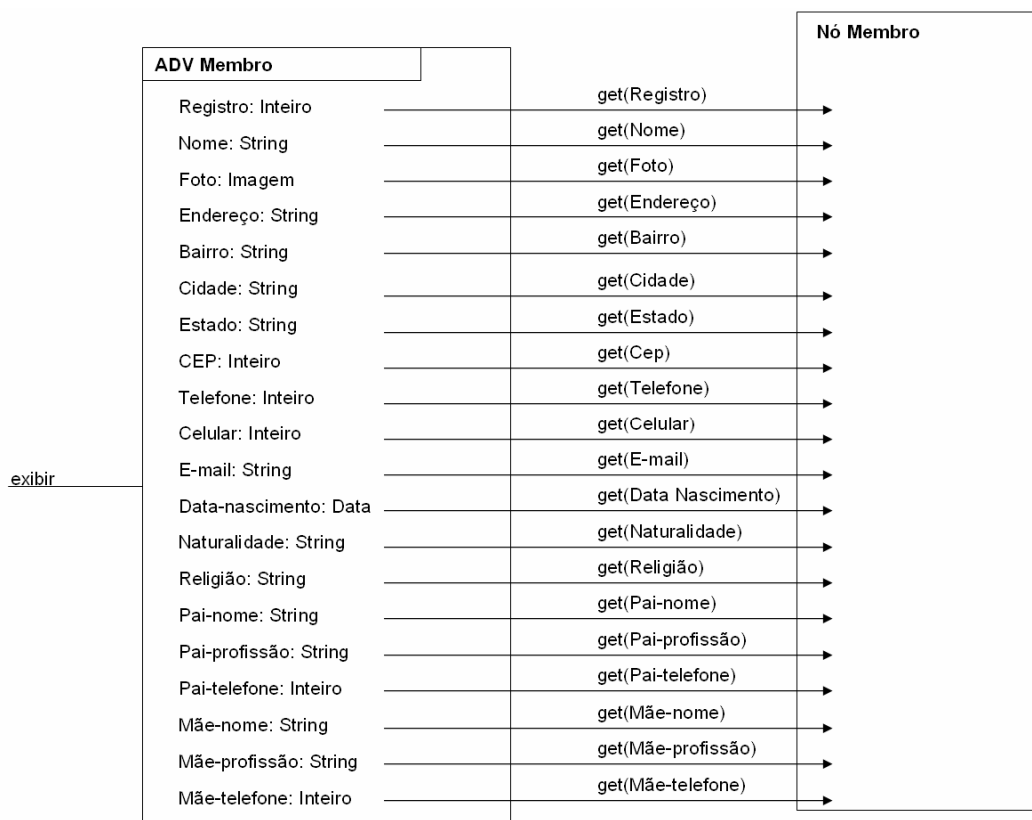 Nó Membro
ADV Membro
Registro: Inteiro
get(Registro)
Nome: String
get(Nome)
Foto: Imagem
get(Foto)
Endereço: String
get(Endereço)
Bairro: String
get(Bairro)
Cidade: String
get(Cidade)
Estado: String
get(Estado)
CEP: Inteiro
get(Cep)
Telefone: Inteiro
get(Telefone)
Celular: Inteiro
get(Celular)
E-mail: String
get(E-mail)
exibir
Data-nascimento: Data
get(Data Nascimento)
Naturalidade: String
get(Naturalidade)
Religião: String
get(Religião)
Pai-nome: String
get(Pai-nome)
Pai-profissão: String
get(Pai-profissão)
Pai-telefone: Inteiro
get(Pai-telefone)
Mãe-nome: String
get(Mãe-nome)
Mãe-profissão: String
get(Mãe-profissão)
Mãe-telefone: Inteiro
get(Mãe-telefone)